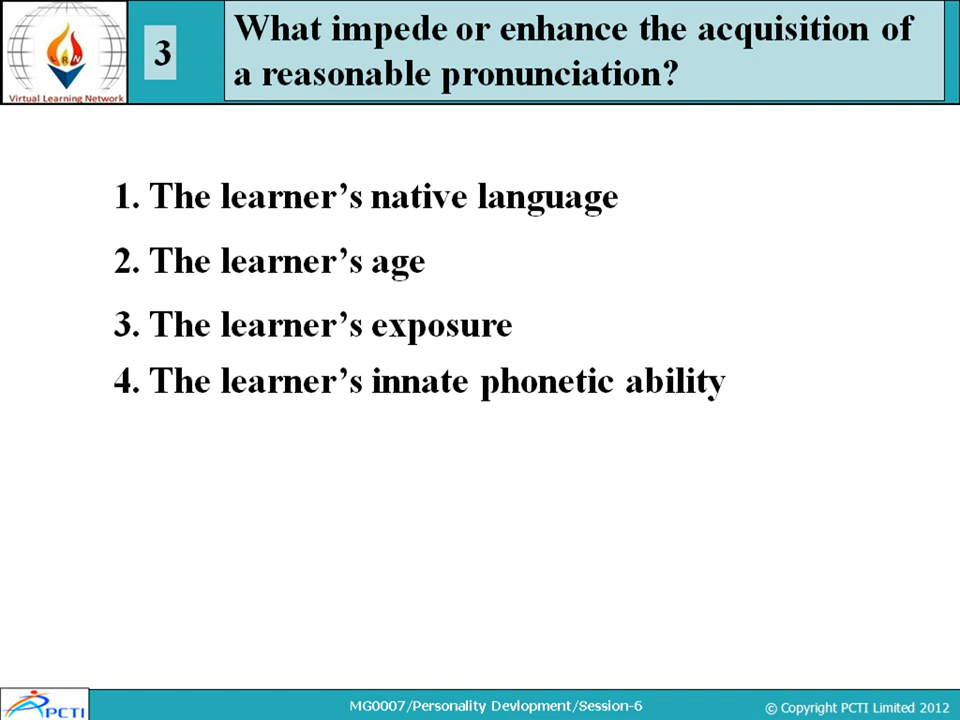 3
What impede or enhance the acquisition of
a reasonable pronunciation?
Virtual Learning Network
1. The learner's native language
2. The learner's age
3. The learner's exposure
4. The learner's innate phonetic ability
PCTI
MG0007/Personality Devlopment/Session-6
© Copyright PCTI Limited 2012